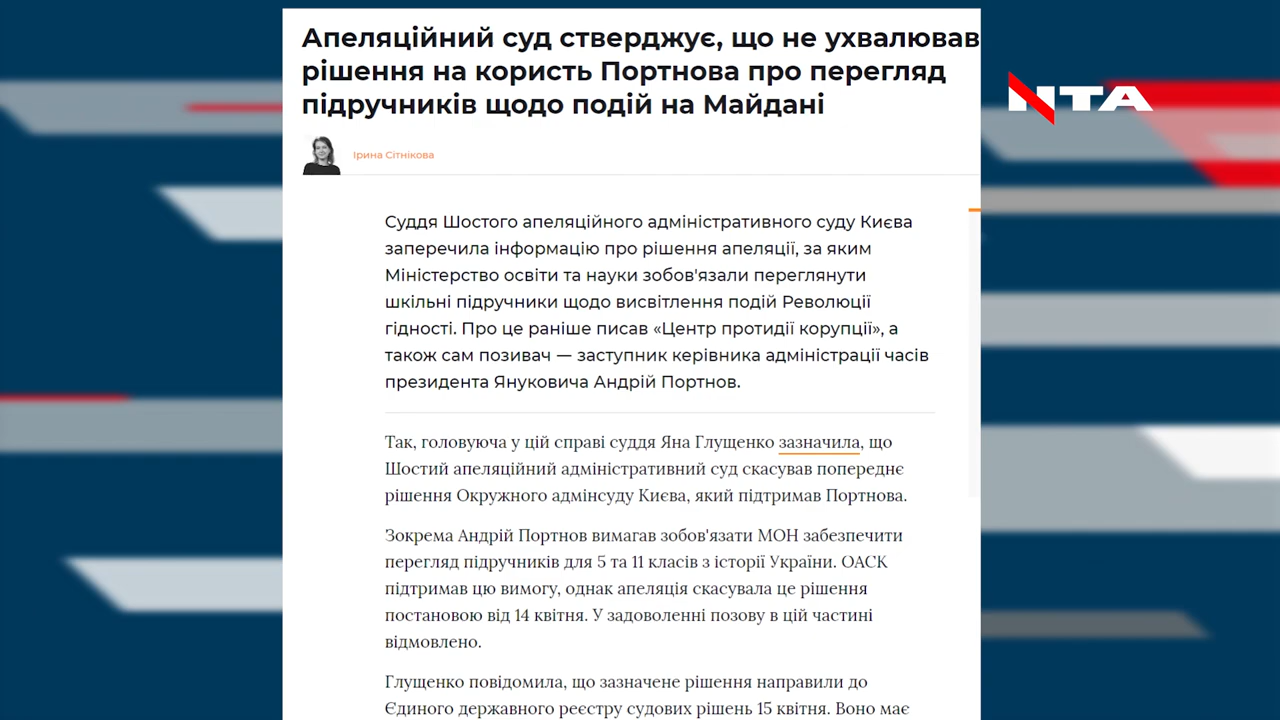 Апеляційний суд стверджує, що не ухвалював
рішення на користь Портнова про перегляд
підручників щодо подій на Майдані
NTA
Ірина Сітнікова
Суддя Шостого апеляційного адміністративного суду Києва
заперечила інформацію про рішення апеляції, за яким
Міністерство освіти та науки зобов'язали переглянути
шкільні підручники щодо висвітлення подій Революції
гідності. Про це раніше писав «Центр протидії корупції», а
також сам позивач — заступник керівника адміністрації часів
президента Януковича Андрій Портнов.
Так, головуюча у цій справі суддя Яна Глущенко зазначила, що
Шостий апеляційний адміністративний суд скасував попереднє
рішення Окружного адмінсуду Києва, який підтримав Портнова.
Зокрема Андрій Портнов вимагав зобов'язати МОН забезпечити
перегляд підручників для 5 та 11 класів з історії України. ОАСК
підтримав цю вимогу, однак апеляція скасувала це рішення
постановою від 14 квітня. У задоволенні позову в цій частині
відмовлено.
Глущенко повідомила, що зазначене рішення направили до
Єдиного державного реєстру судових рішень 15 квітня. Воно має